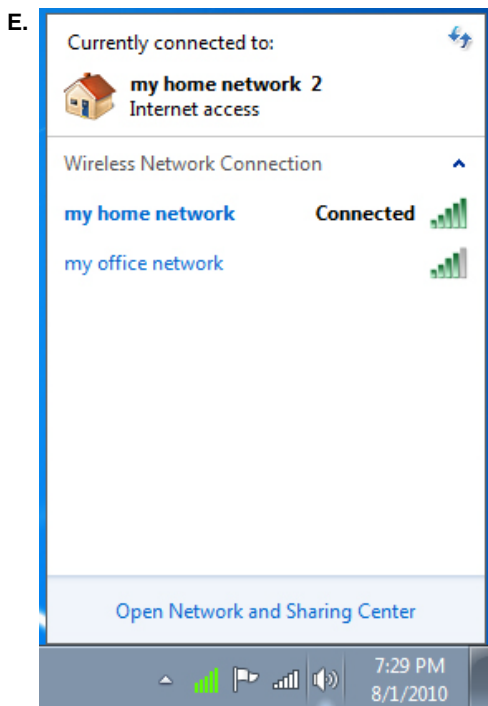 E.
Currently connected to:
my home network 2
Internet access
Wireless Network Connection
my home network Connected
my office network
Open Network and Sharing Center
7:29 PM
8/1/2010